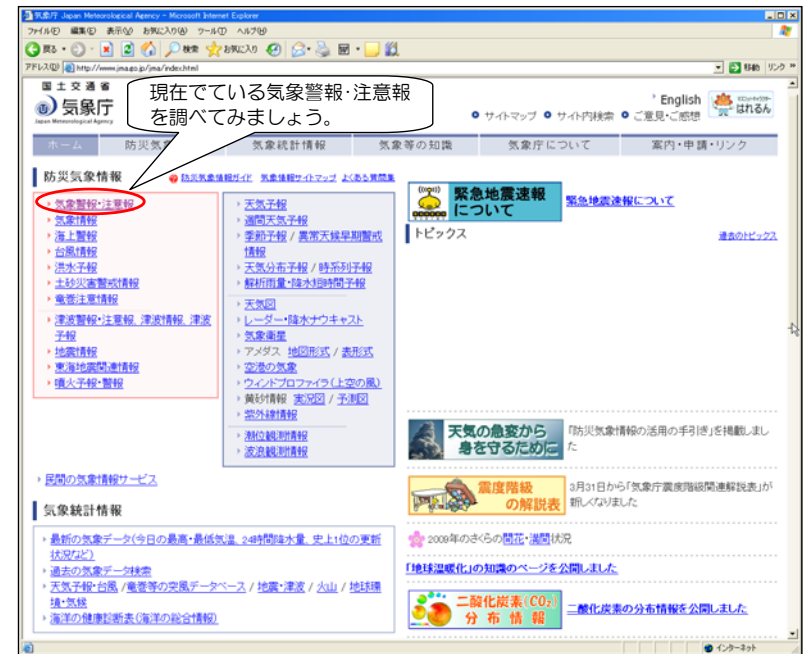 気象庁 Japan Meteorological Agency - Microsoft Internet Explorer
ファイル(F) 編集(E) 表示(V) お気に入り(A) ツール(T) ヘルプ(H)
戻る 検索 お気に入り
アドレス(D) http://www.jma.go.jp/jma/index.html 移動 リンク »
国土交通省
気象庁
Japan Meteorological Agency
現在でている気象警報･注意報
を調べてみましょう。
English
はれるん
サイトマップ サイト内検索 ご意見・ご感想
ホーム 防災気象 気象統計情報 気象等の知識 気象庁について 案内・申請・リンク
防災気象情報
防災気象情報ガイド 気象情報サイトマップ よくある質問集
気象警報・注意報
気象情報
海上警報
台風情報
洪水予報
土砂災害警戒情報
竜巻注意情報
津波警報・注意報、津波情報、津波
予報
地震情報
東海地震関連情報
噴火予報・警報
天気予報
週間天気予報
季節予報 / 異常天候早期警戒
情報
天気分布予報 / 時系列予報
解析雨量・降水短時間予報
天気図
レーダー・降水ナウキャスト
気象衛星
アメダス 地図形式 / 表形式
空港の気象
ウィンドプロファイラ(上空の風)
黄砂情報 実況図 / 予測図
紫外線情報
潮位観測情報
波浪観測情報
緊急地震速報
について
緊急地震速報について
トピックス
過去のトピックス
天気の急変から
身を守るために
「防災気象情報の活用の手引き」を掲載しまし
た
震度階級
の解説表
3月31日から「気象庁震度階級関連解説表」が
新しくなりました
2009年のさくらの開花・満開状況
「地球温暖化」の知識のページを公開しました
二酸化炭素(CO2)
分布情報
二酸化炭素の分布情報を公開しました
民間の気象情報サービス
気象統計情報
最新の気象データ(今日の最高・最低気温、24時間降水量、史上1位の更新
状況など)
過去の気象データ検索
天気予報・台風 /竜巻等の突風データベース / 地震・津波 / 火山 / 地球環
境・気候
海洋の健康診断表(海洋の総合情報)
インターネット